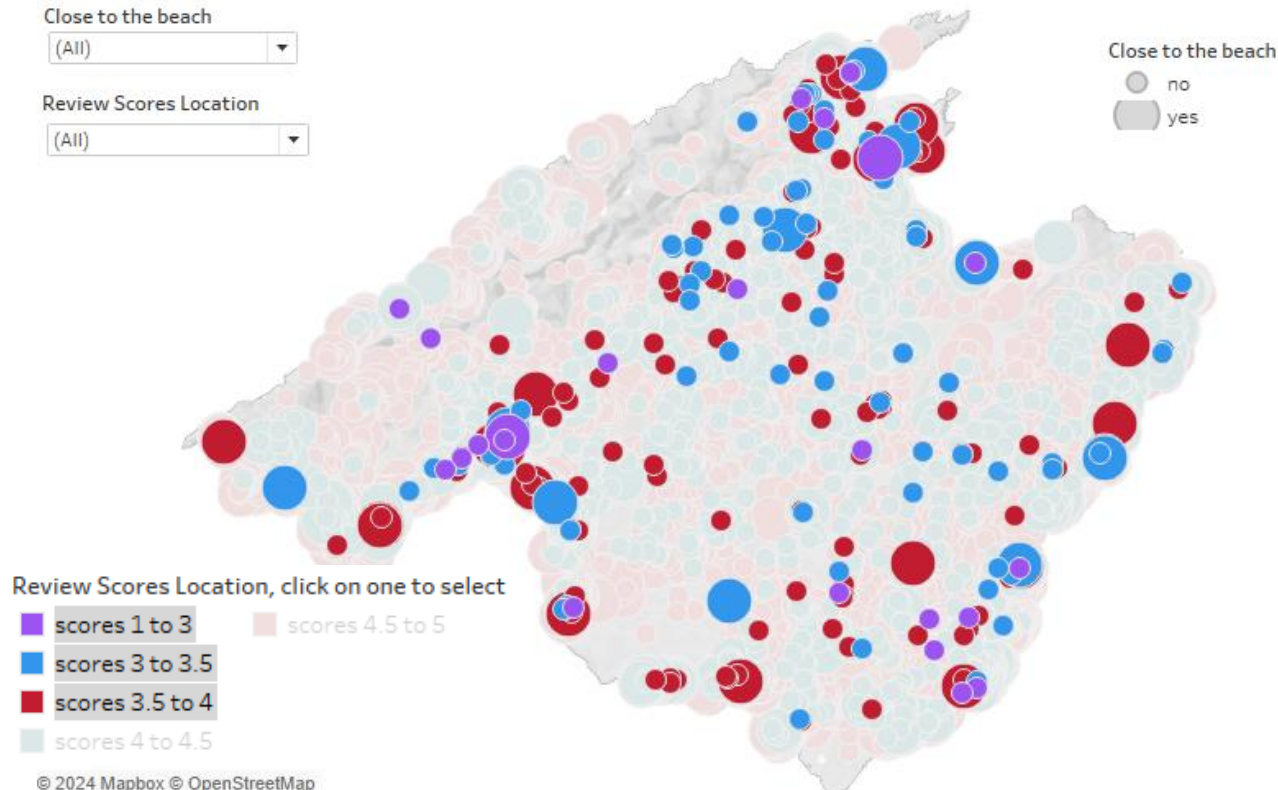 Close to the beach
(All)
Review Scores Location
(All)
Close to the beach
no
yes
Review Scores Location, click on one to select
scores 1 to 3
scores 4.5 to 5
scores 3 to 3.5
scores 3.5 to 4
scores 4 to 4.5
© 2024 Mapbox © OpenStreetMap